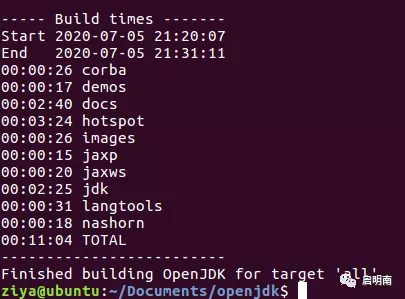 ----- Build times -------
Start 2020-07-05 21:20:07
End   2020-07-05 21:31:11
00:00:26 corba
00:00:17 demos
00:02:40 docs
00:03:24 hotspot
00:00:26 images
00:00:15 jaxp
00:00:20 jaxws
00:02:25 jdk
00:00:31 langtools
00:00:18 nashorn
00:11:04 TOTAL
-------------------------
Finished building OpenJDK for target 'all'
ziya@ubuntu:~/Documents/openjdk$
启明南